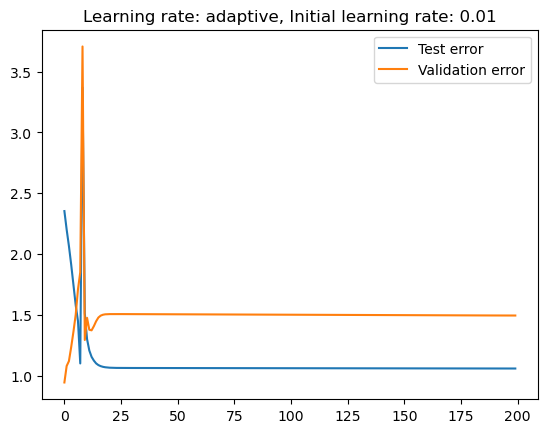 Learning rate: adaptive, Initial learning rate: 0.01
Test error
Validation error
3.5
3.0
2.5
2.0
1.5
1.0
0 25 50 75 100 125 150 175 200